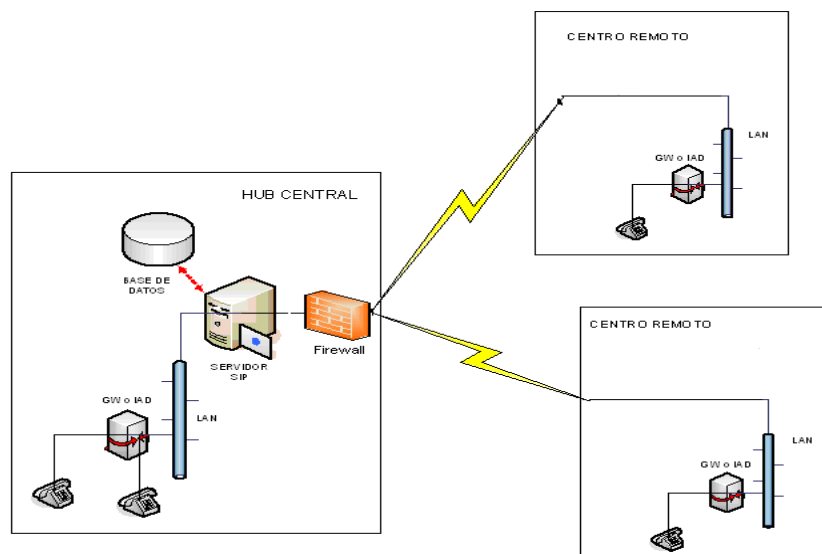 CENTRO REMOTO
LAN
GW o IAD
HUB CENTRAL
BASE DE
DATOS
SERVIDOR
SIP
Firewall
GW o IAD
LAN
CENTRO REMOTO
LAN
GW o IAD